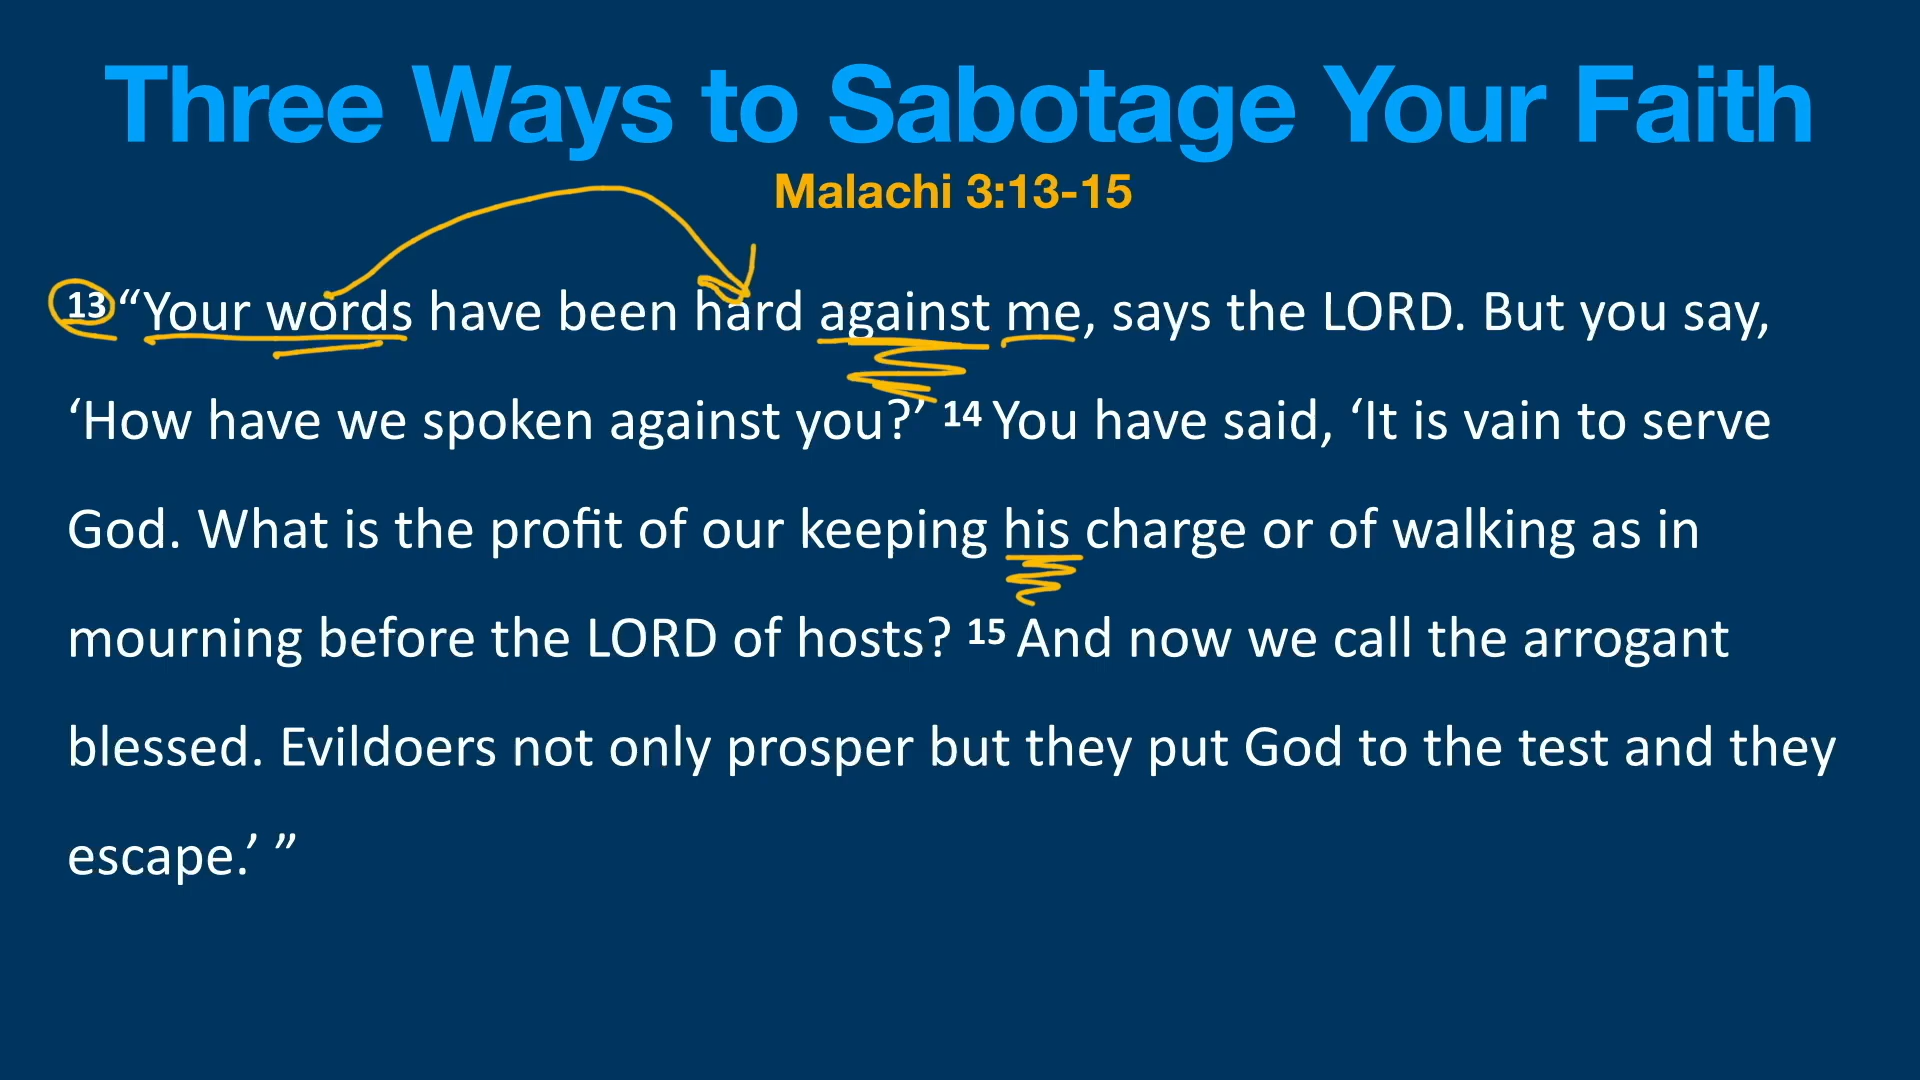 Three Ways to Sabotage Your Faith
Malachi 3:13-15
13 “Your words have been hard against me, says the LORD. But you say,
‘How have we spoken against you?’ 14 You have said, ‘It is vain to serve
God. What is the profit of our keeping his charge or of walking as in
mourning before the LORD of hosts? 15 And now we call the arrogant
blessed. Evildoers not only prosper but they put God to the test and they
escape.’ ”